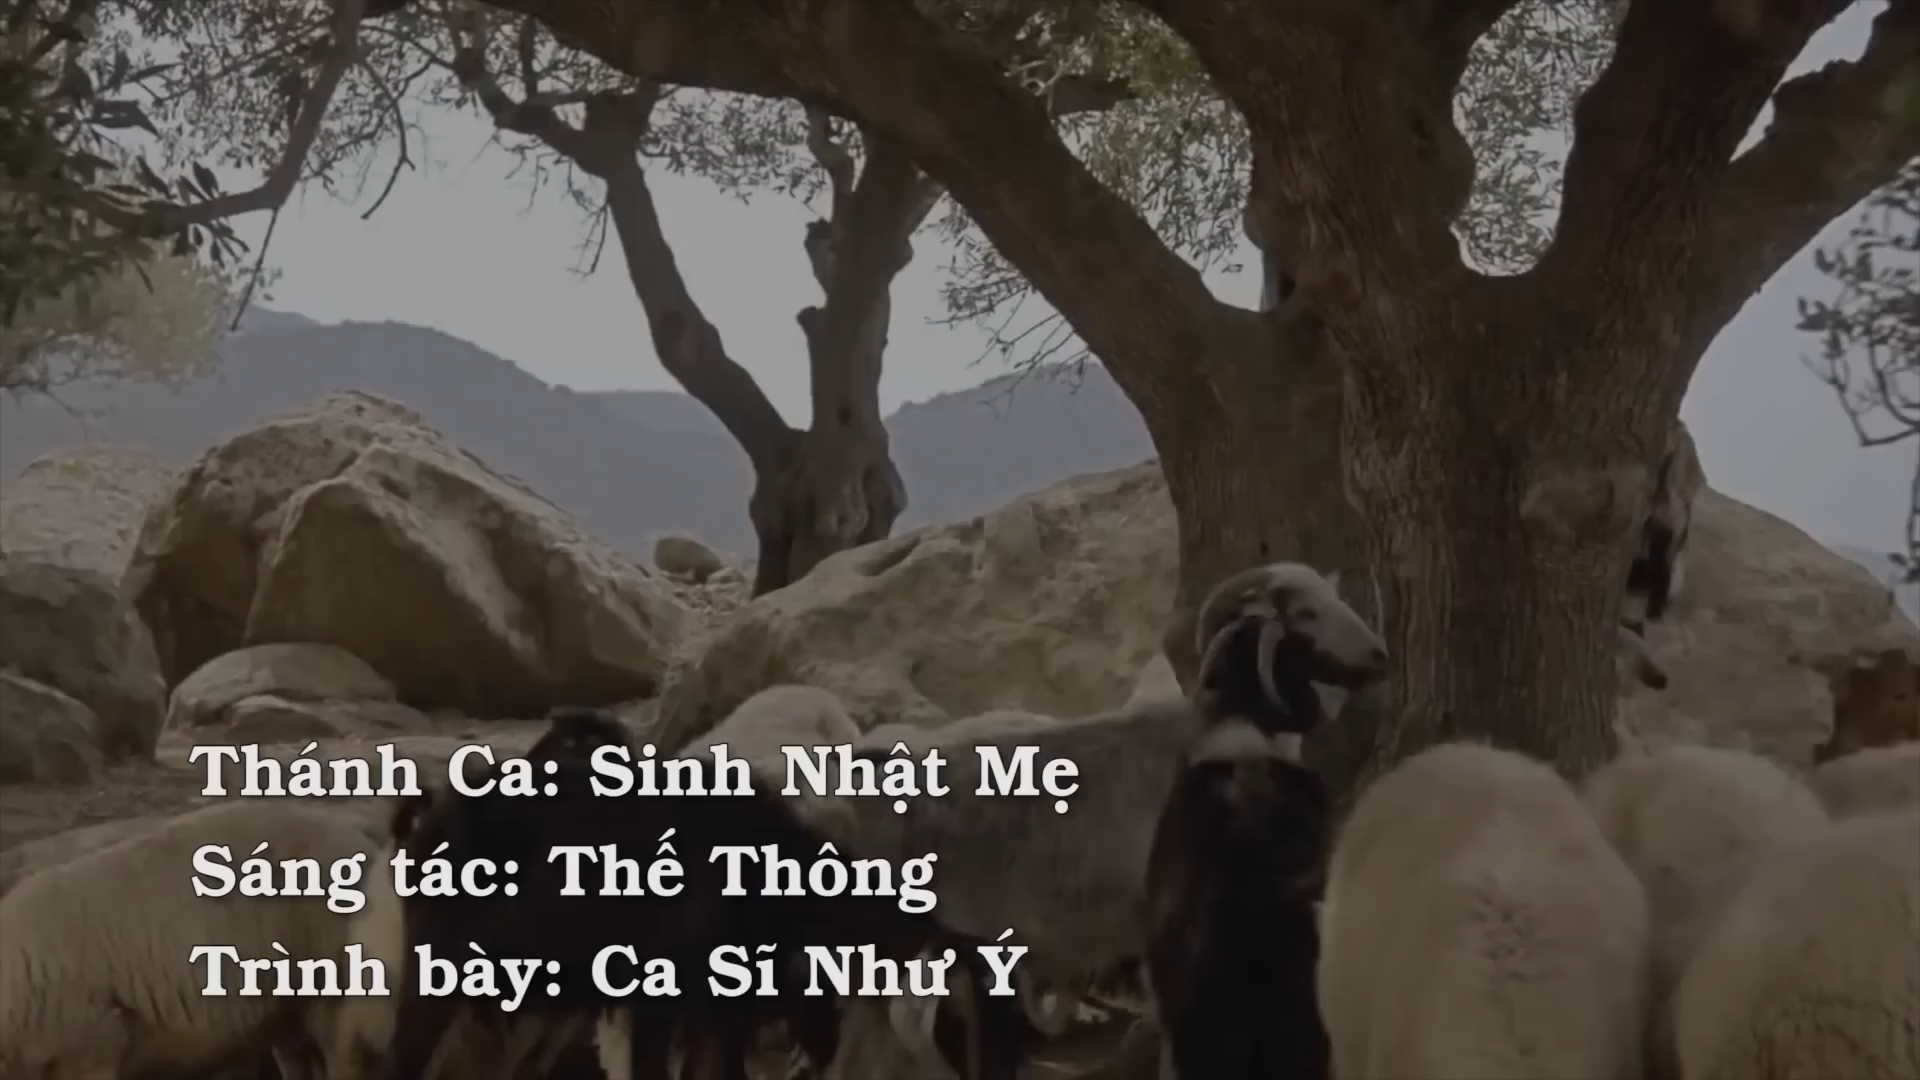 Thánh Ca: Sinh Nhật Mẹ
Sáng tác: Thế Thông
Trình bày: Ca Sĩ Như Ý